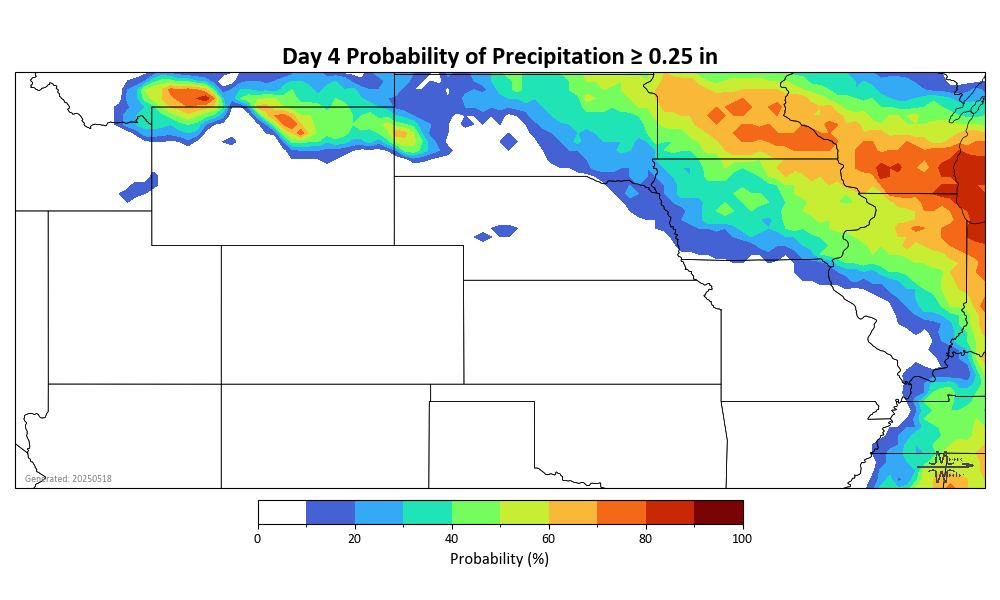 Day 4 Probability of Precipitation ≥ 0.25 in
Generated: 20250518
0 20 40 60 80 100
Probability (%)